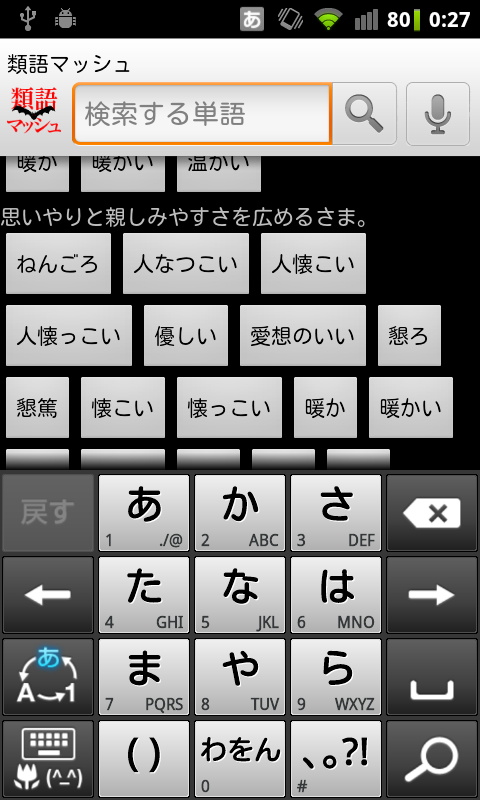 あ 80 0:27
類語マッシュ
類語
マッシュ
検索する単語
暖か 暖かい 温かい
思いやりと親しみやすさを広めるさま。
ねんごろ 人なつこい 人懐こい
人懐っこい 優しい 愛想のいい 懇ろ
懇篤 懐こい 懐っこい 暖か 暖かい
戻す あ か さ
1 ./@ 2 ABC 3 DEF
た な は
4 GHI 5 JKL 6 MNO
あ ま や ら
A 1 7 PQRS 8 TUV 9 WXYZ
( ) わをん 、。?!
(^_^) 0 #